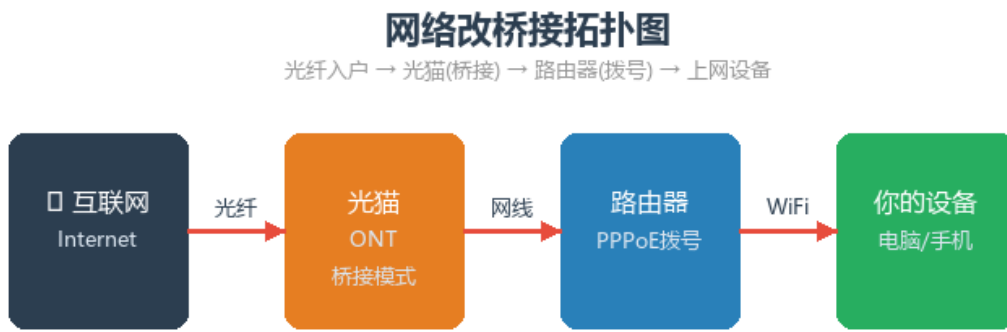 网络改桥接拓扑图
光纤入户 → 光猫(桥接) → 路由器(拨号) → 上网设备
互联网
Internet
光纤
光猫
ONT
桥接模式
网线
路由器
PPPoE拨号
WiFi
你的设备
电脑/手机